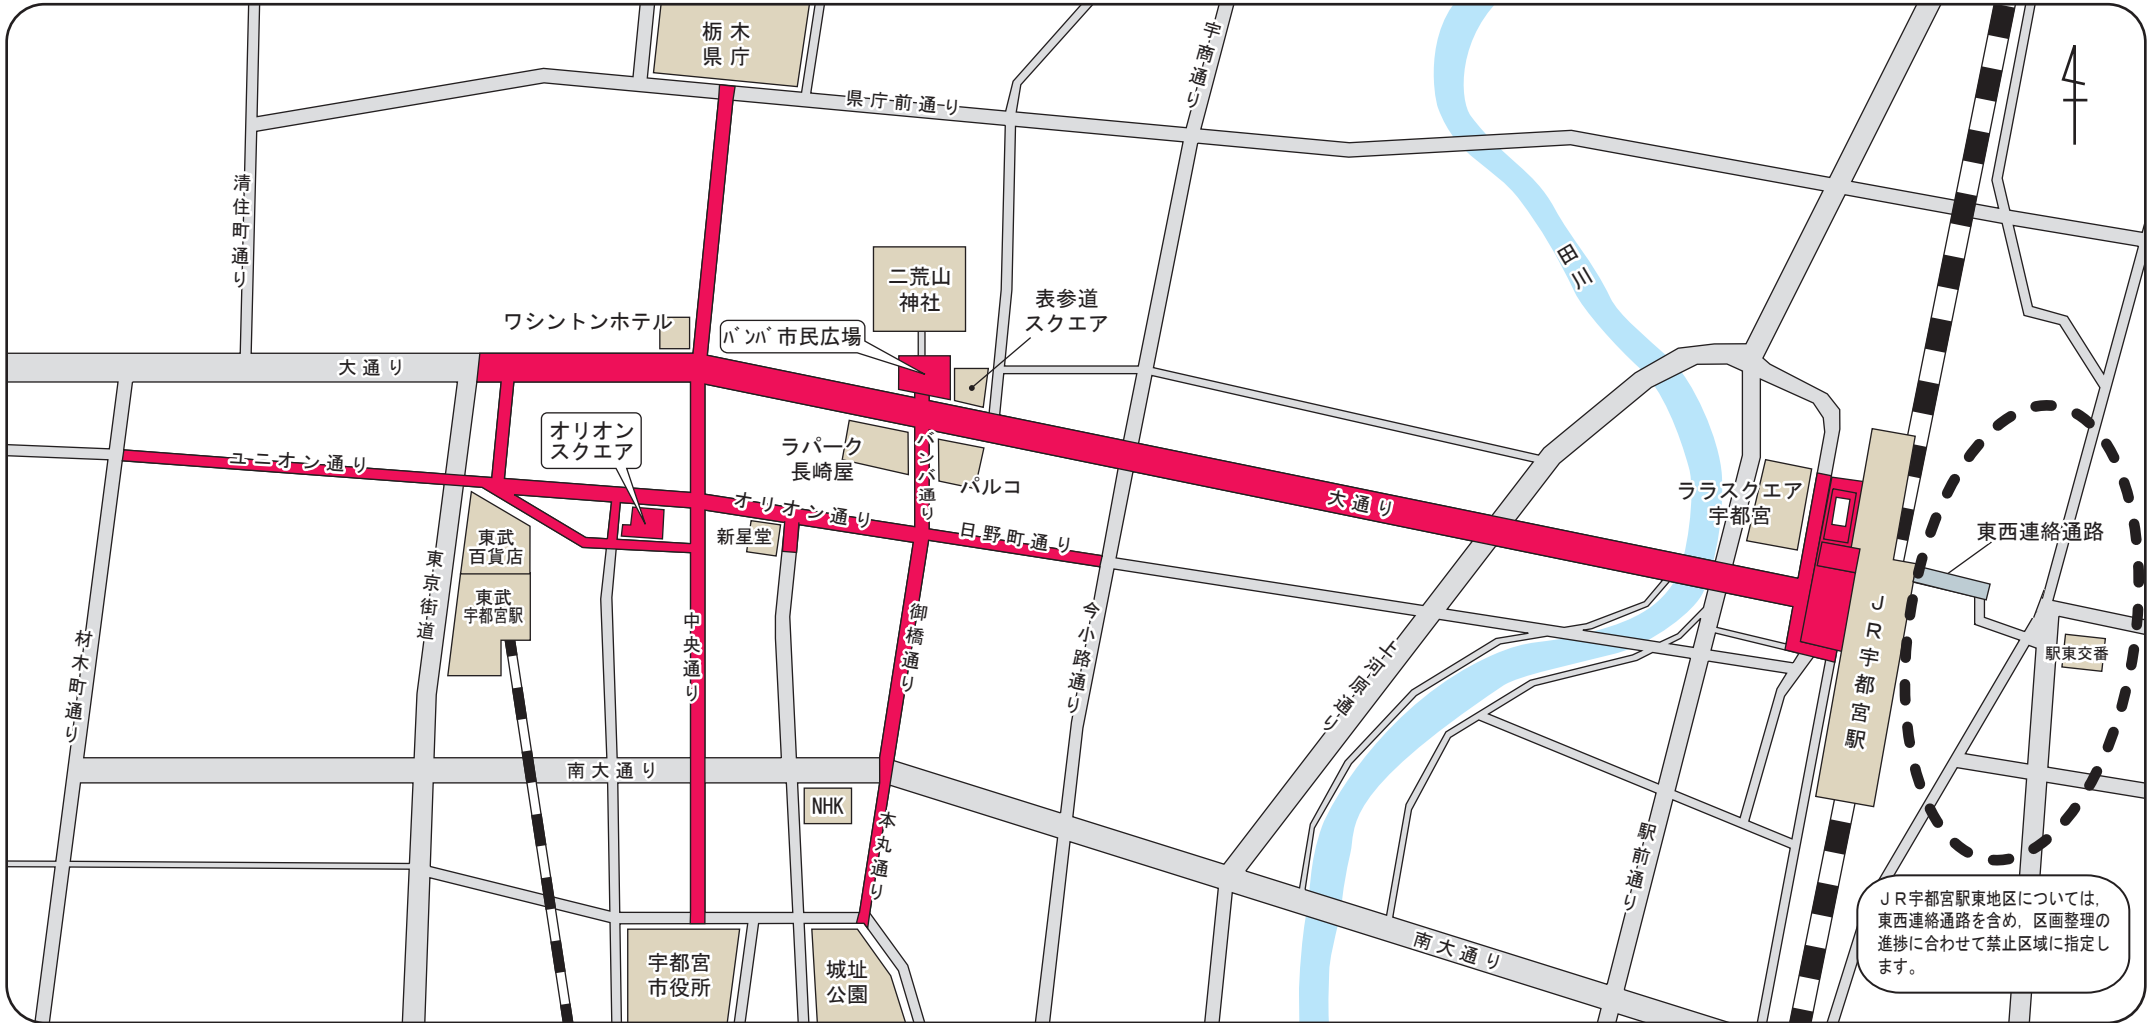 栃木
県庁
県庁前通り
宇商通り
清住町通り
田川
二荒山
神社
表参道
スクエア
ワシントンホテル
バンバ市民広場
大通り
オリオン
スクエア
ラパーク
長崎屋
バンバ通り
パルコ
ユニオン通り
オリオン通り
大通り
ララスクエア
宇都宮
東西連絡通路
新星堂
日野町通り
東武
百貨店
東武
宇都宮駅
東京街道
材木町通り
中央通り
御橋通り
今小路通り
上河原通り
JR宇都宮駅
駅東交番
南大通り
NHK
本丸通り
駅前通り
南大通り
宇都宮
市役所
城址
公園
JR宇都宮駅東地区については,
東西連絡通路を含め,区画整理の
進捗に合わせて禁止区域に指定し
ます。